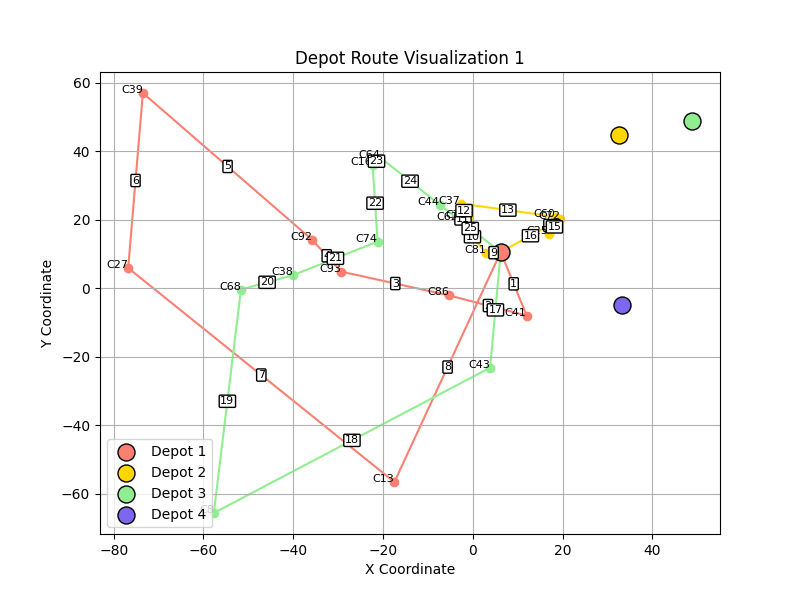 Depot Route Visualization 1
60
40
20
0
−20
−40
−60
−80
−60
−40
−20
0
20
40
X Coordinate
Y Coordinate
C39
6
5
C92
C27
C93
21
C38
20
C68
19
7
18
C13
8
C43
17
C41
1
C86
3
C74
22
23
24
C44
C37
12
13
25
C81
9
16
15
Depot 1
Depot 2
Depot 3
Depot 4